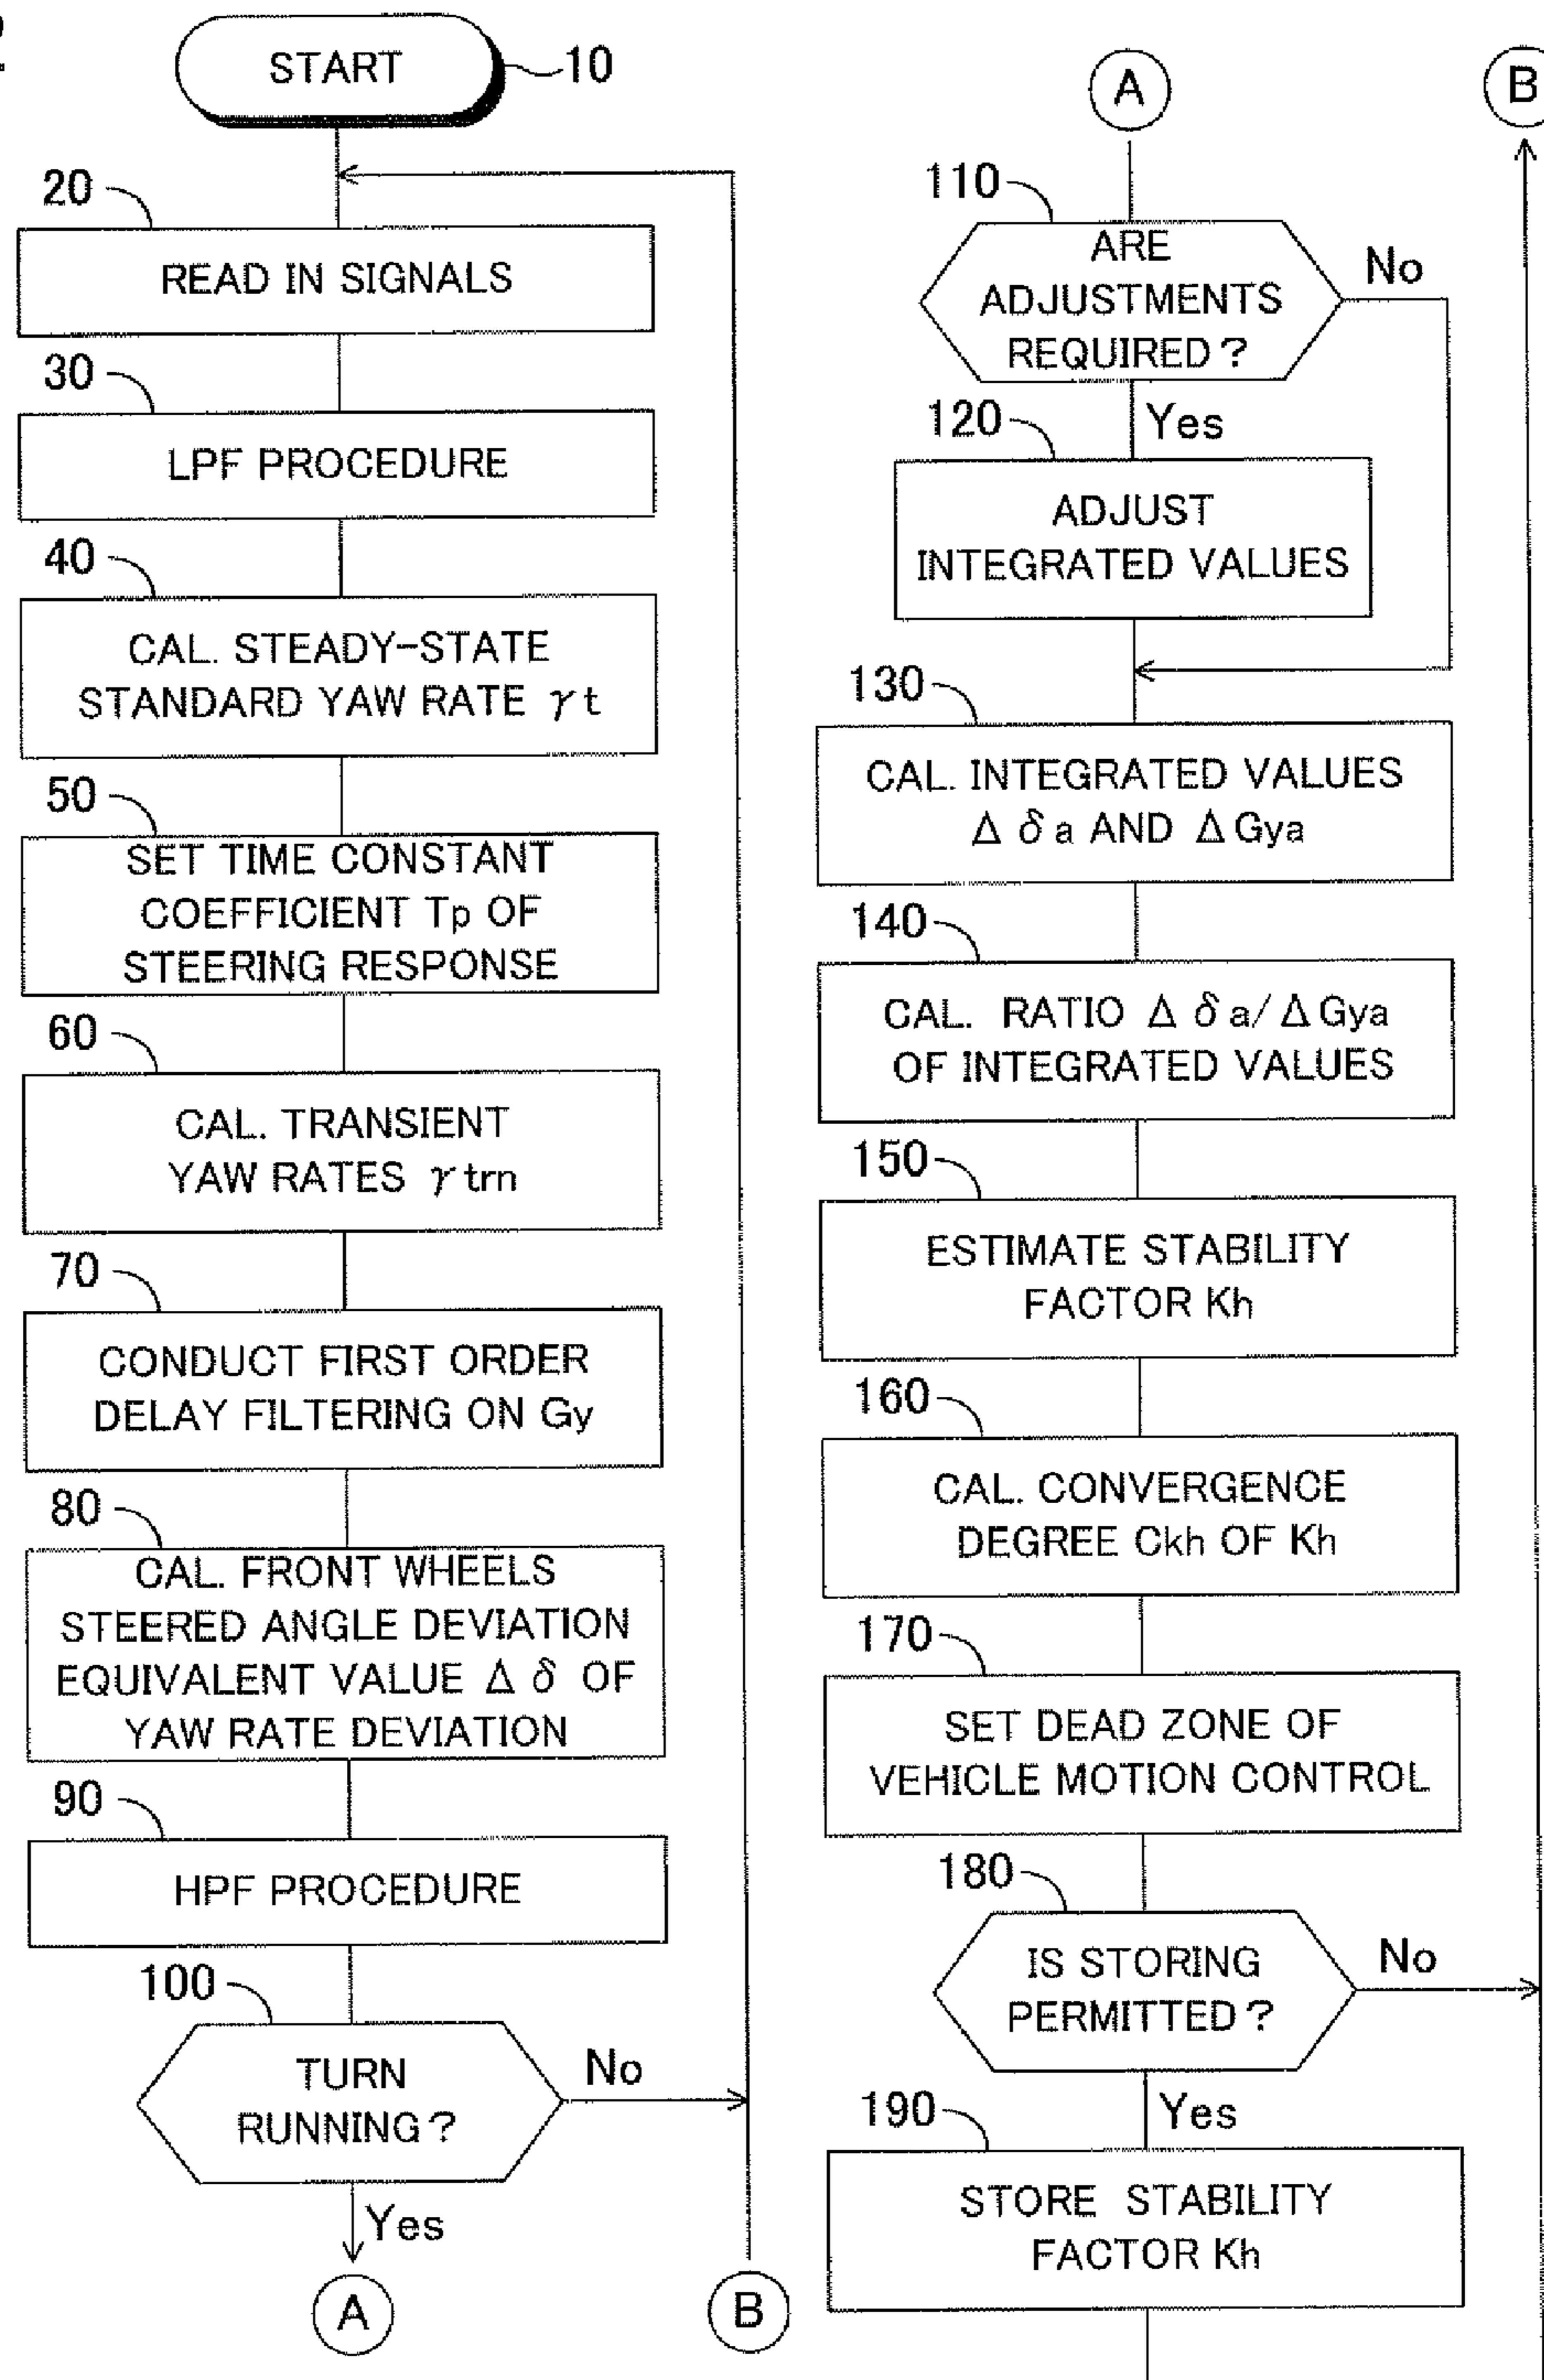 START
10
20
READ IN SIGNALS
30
LPF PROCEDURE
40
CAL. STEADY-STATE
STANDARD YAW RATE γt
50
SET TIME CONSTANT
COEFFICIENT Tp OF
STEERING RESPONSE
60
CAL. TRANSIENT
YAW RATES γtrn
70
CONDUCT FIRST ORDER
DELAY FILTERING ON Gy
80
CAL. FRONT WHEELS
STEERED ANGLE DEVIATION
EQUIVALENT VALUE Δδ OF
YAW RATE DEVIATION
90
HPF PROCEDURE
100
TURN
RUNNING?
No
Yes
A
B
A
B
110
ARE
ADJUSTMENTS
REQUIRED?
No
Yes
120
ADJUST
INTEGRATED VALUES
130
CAL. INTEGRATED VALUES
Δδa AND ΔGya
140
CAL. RATIO Δδa/ΔGya
OF INTEGRATED VALUES
150
ESTIMATE STABILITY
FACTOR Kh
160
CAL. CONVERGENCE
DEGREE Ckh OF Kh
170
SET DEAD ZONE OF
VEHICLE MOTION CONTROL
180
IS STORING
PERMITTED?
No
Yes
190
STORE STABILITY
FACTOR Kh